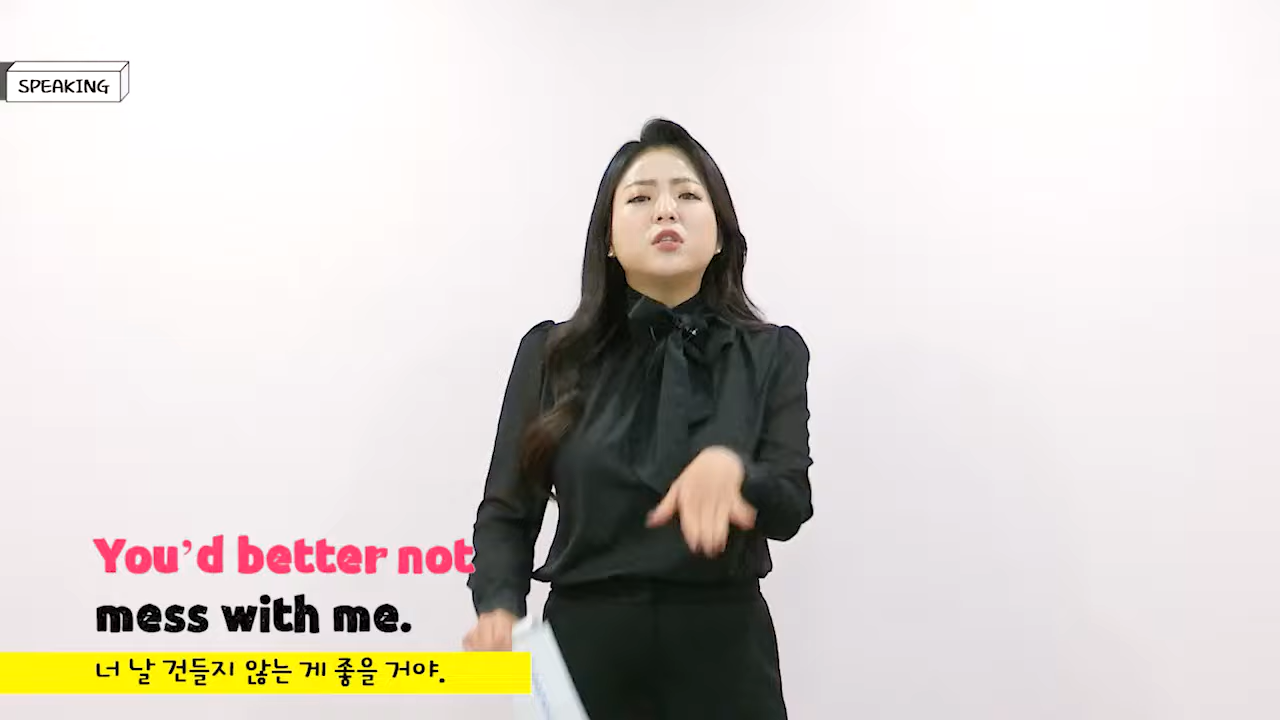 SPEAKING
You'd better not
mess with me.
너 날 건들지 않는 게 좋을 거야.